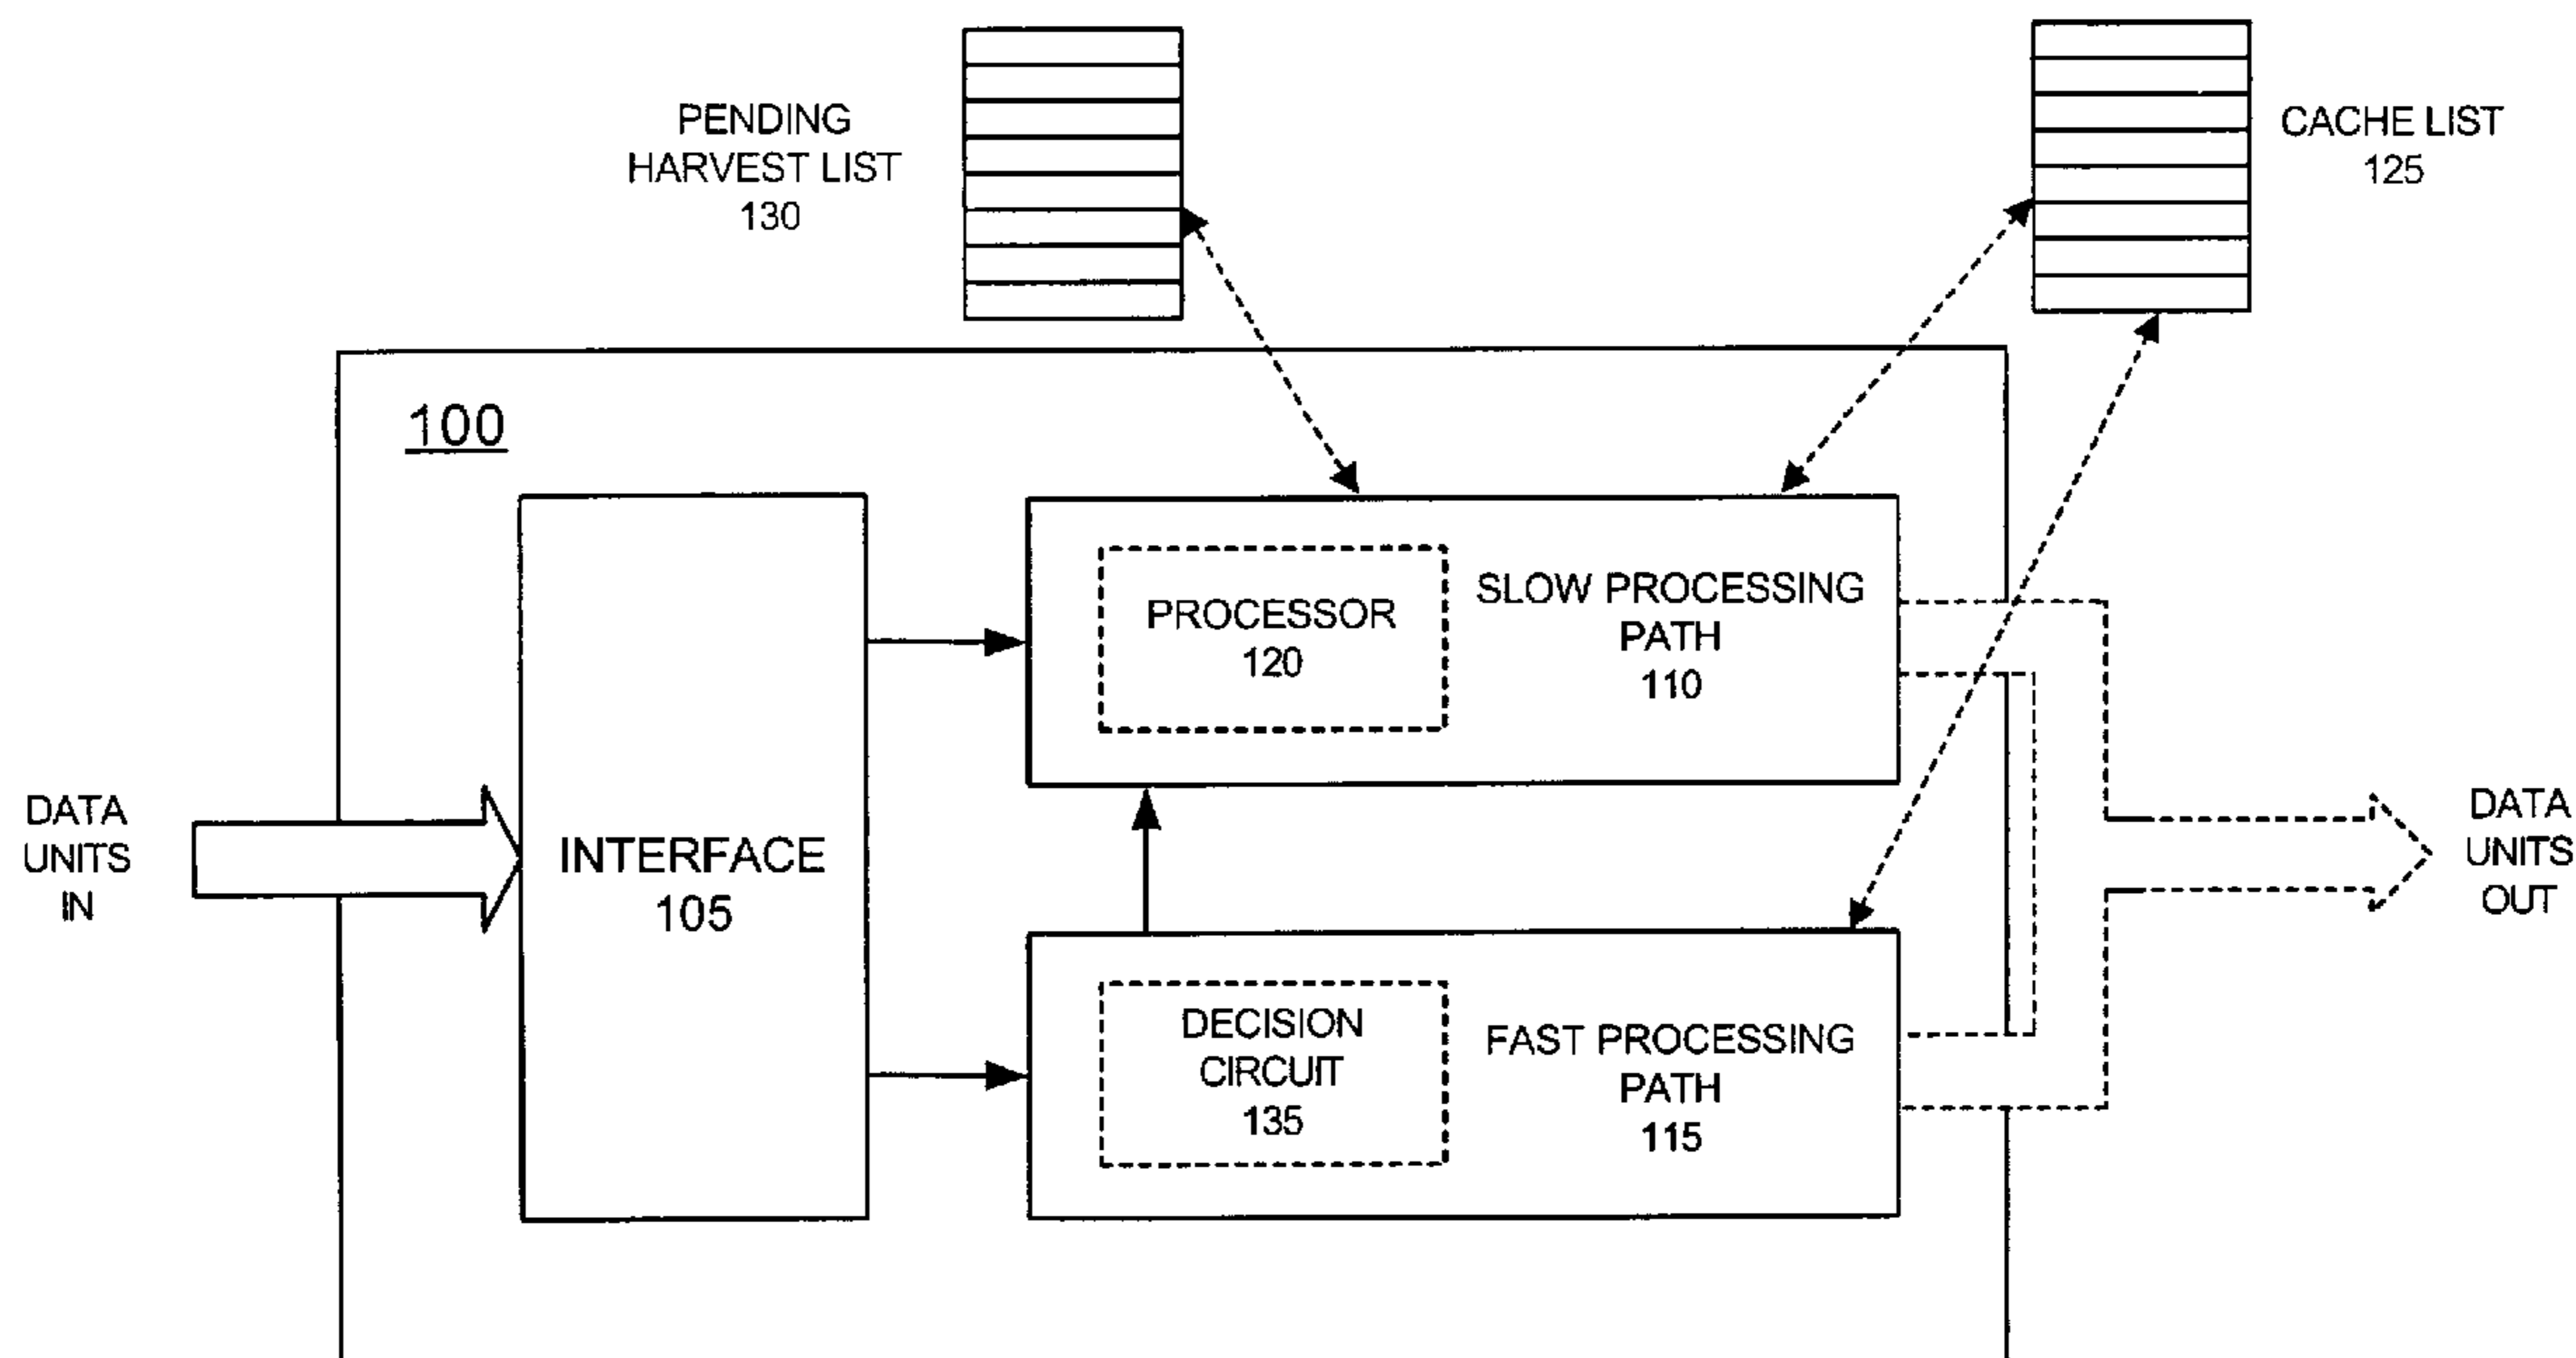 PENDING
HARVEST LIST
130
CACHE LIST
125
100
PROCESSOR
120
SLOW PROCESSING
PATH
110
DATA
UNITS
IN
INTERFACE
105
DATA
UNITS
OUT
DECISION
CIRCUIT
135
FAST PROCESSING
PATH
115